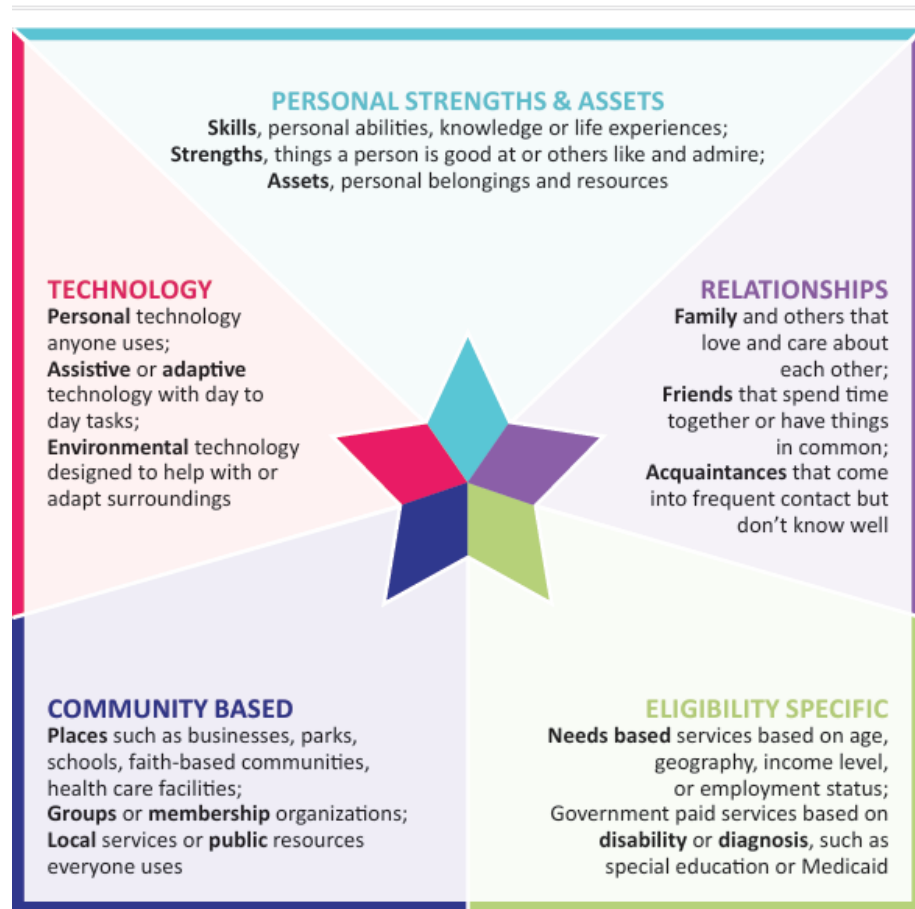 PERSONAL STRENGTHS & ASSETS
Skills, personal abilities, knowledge or life experiences;
Strengths, things a person is good at or others like and admire;
Assets, personal belongings and resources
TECHNOLOGY
Personal technology
anyone uses;
Assistive or adaptive
technology with day to
day tasks;
Environmental technology
designed to help with or
adapt surroundings
RELATIONSHIPS
Family and others that
love and care about
each other;
Friends that spend time
together or have things
in common;
Acquaintances that come
into frequent contact but
don’t know well
COMMUNITY BASED
Places such as businesses, parks,
schools, faith-based communities,
health care facilities;
Groups or membership organizations;
Local services or public resources
everyone uses
ELIGIBILITY SPECIFIC
Needs based services based on age,
geography, income level,
or employment status;
Government paid services based on
disability or diagnosis, such as
special education or Medicaid